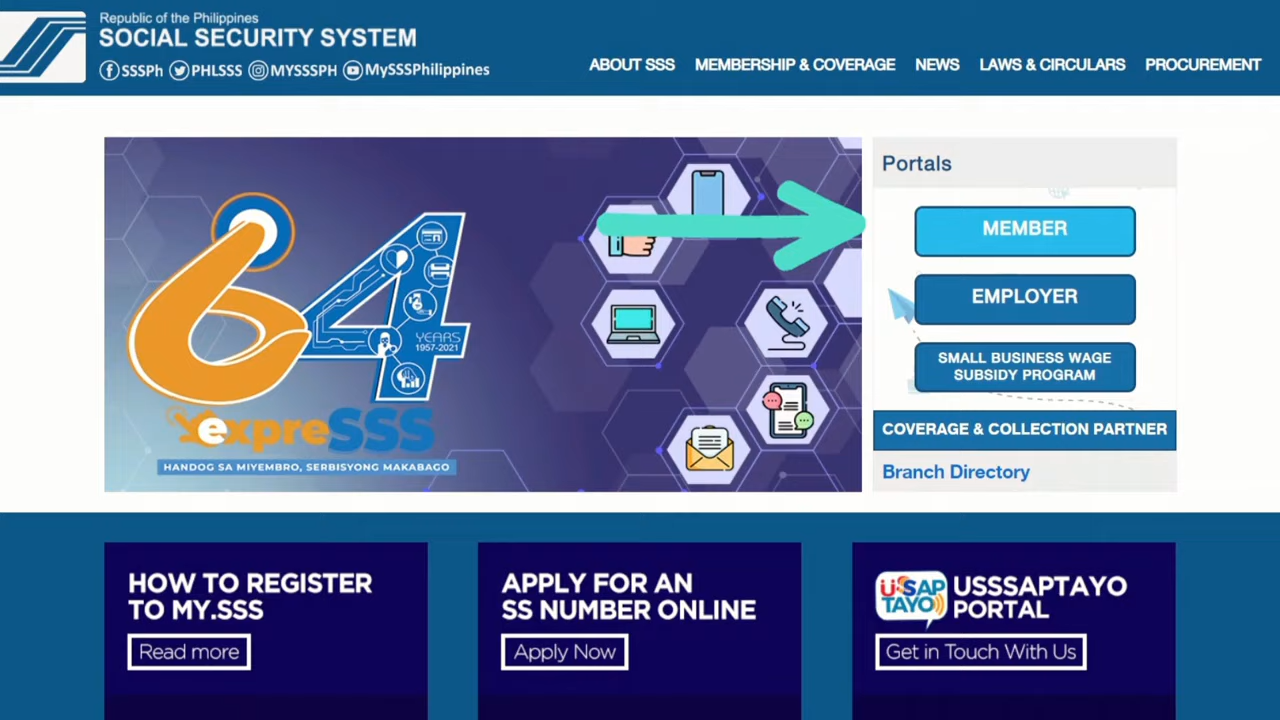 Republic of the Philippines
SOCIAL SECURITY SYSTEM
SSSPh PHLSSS MYSSSPH MySSSPhilippines
ABOUT SSS MEMBERSHIP & COVERAGE NEWS LAWS & CIRCULARS PROCUREMENT
64
YEARS
1957-2021
expreSSS
HANDOG SA MIYEMBRO, SERBISYONG MAKABAGO
Portals
MEMBER
EMPLOYER
SMALL BUSINESS WAGE
SUBSIDY PROGRAM
COVERAGE & COLLECTION PARTNER
Branch Directory
HOW TO REGISTER
TO MY.SSS
Read more
APPLY FOR AN
SS NUMBER ONLINE
Apply Now
USAP
TAYO
USSSAPTAYO
PORTAL
Get in Touch With Us